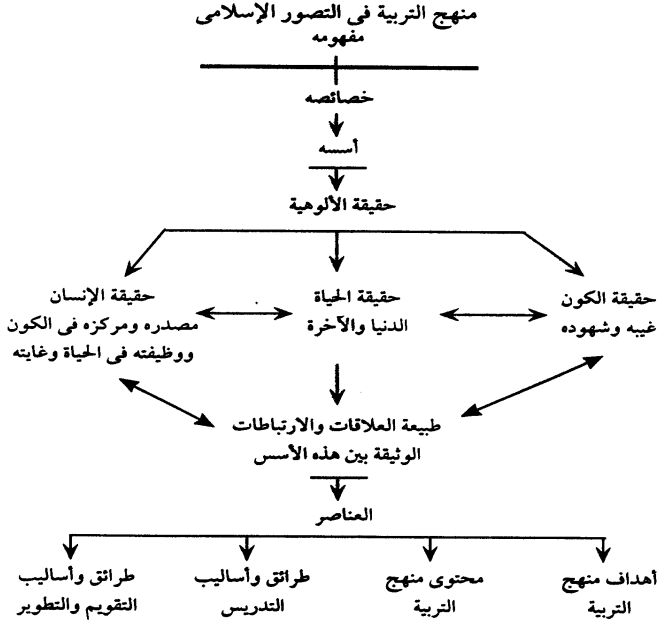 منهج التربية فى التصور الإسلامى
مفهومه
خصائصه
أسسه
حقيقة الألوهية
حقيقة الكون
غيبه وشهوده
حقيقة الحياة
الدنيا والآخرة
حقيقة الإنسان
مصدره ومركزه فى الكون
ووظيفته فى الحياة وغايته
طبيعة العلاقات والارتباطات
الوثيقة بين هذه الأسس
العناصر
أهداف منهج
التربية
محتوى منهج
التربية
طرائق وأساليب
التدريس
طرائق وأساليب
التقويم والتطوير